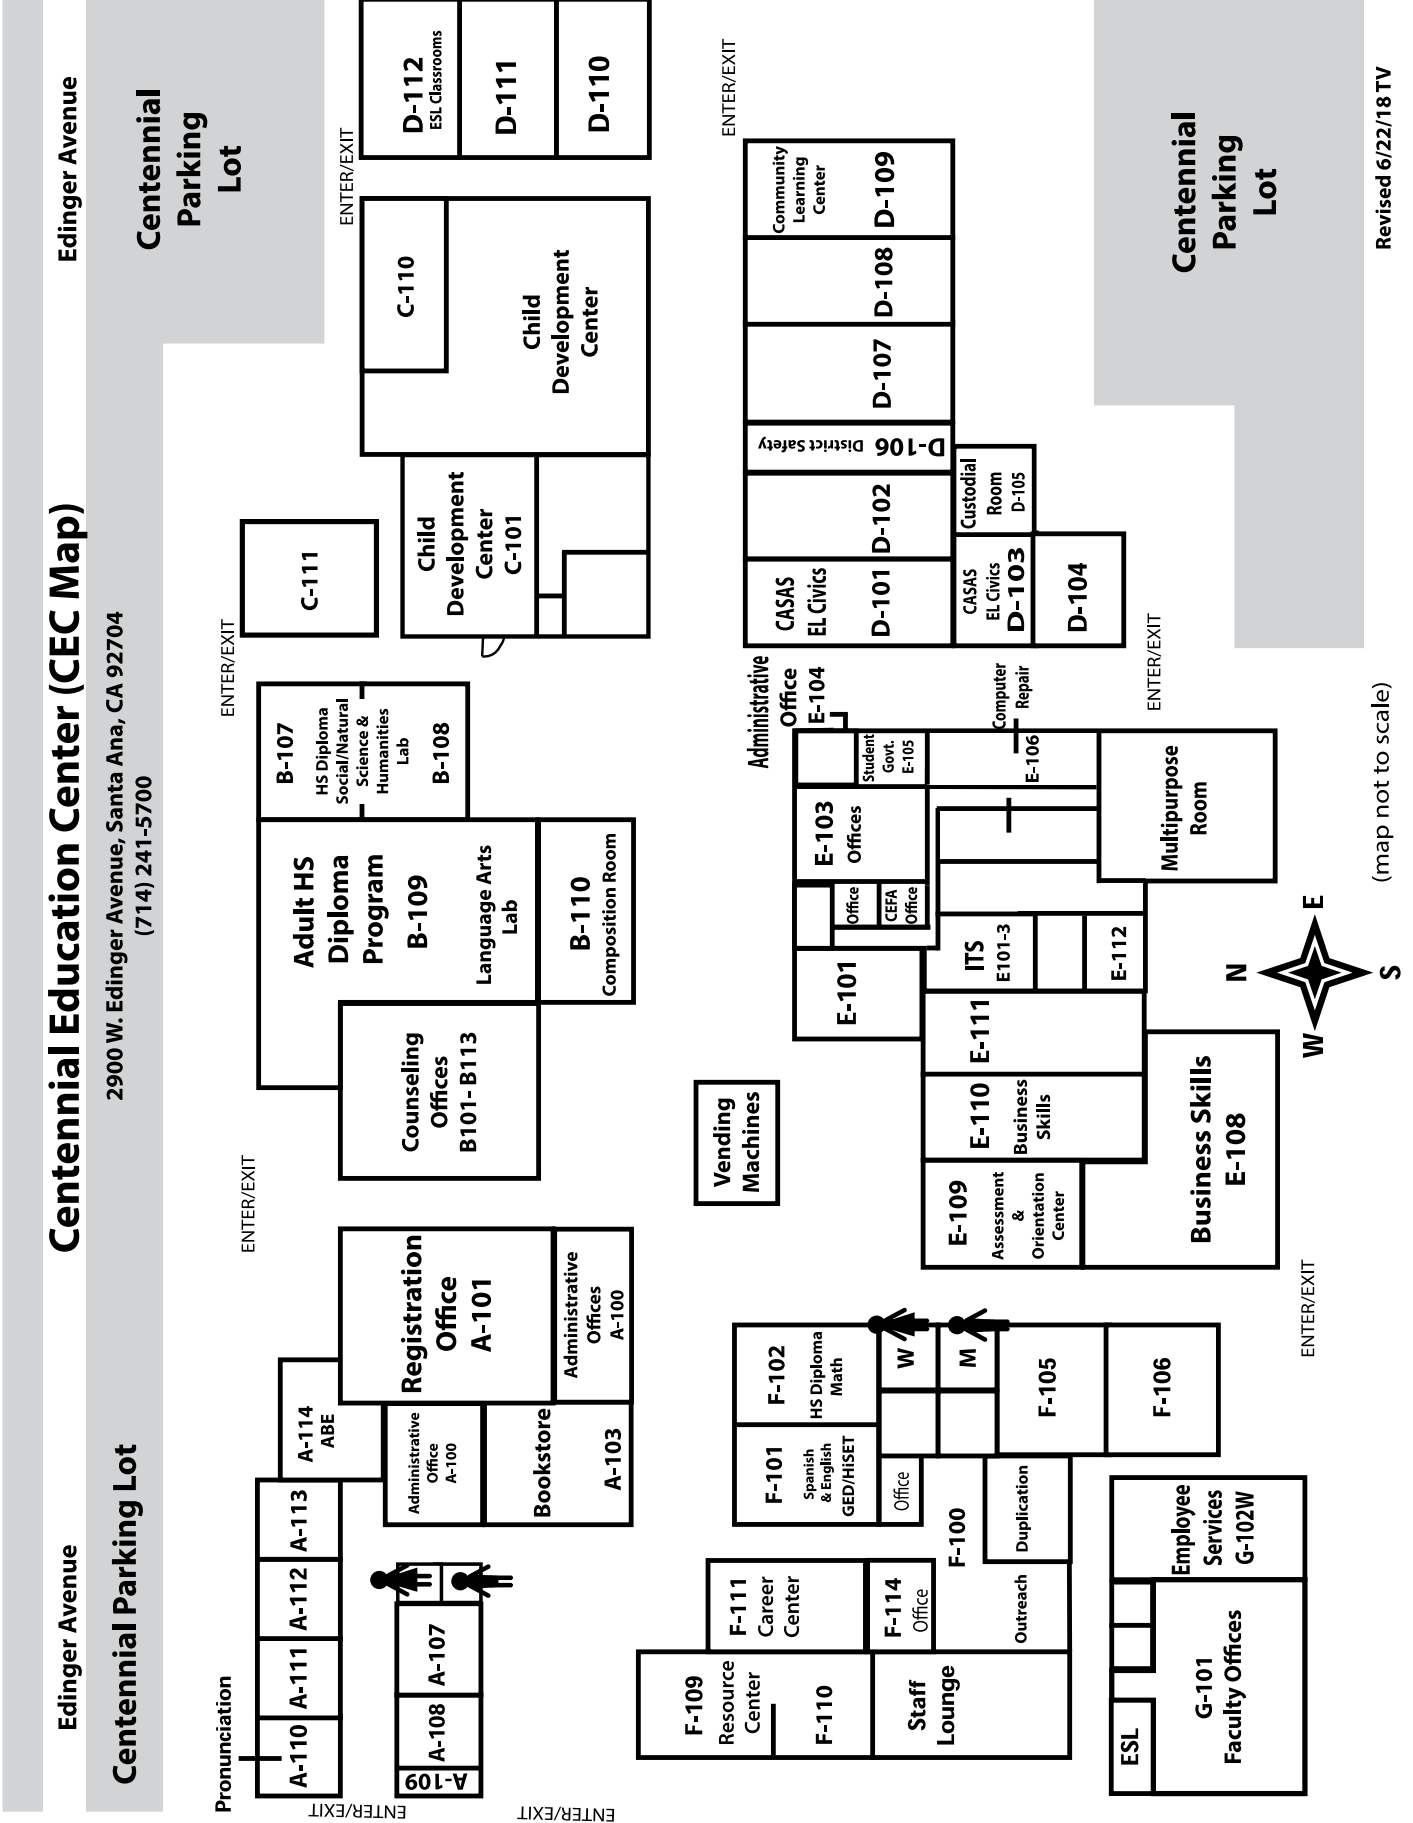 Centennial Education Center (CEC Map)
2900 W. Edinger Avenue, Santa Ana, CA 92704
(714) 241-5700
Edinger Avenue
Edinger Avenue
Centennial Parking Lot
Centennial
Parking
Lot
Pronunciation
A-110
A-111
A-112
A-113
A-114
ABE
A-109
A-108
A-107
ENTER/EXIT
ENTER/EXIT
Administrative
Office
A-100
Bookstore
A-103
Registration
Office
A-101
Administrative
Offices
A-100
ENTER/EXIT
Counseling
Offices
B101- B113
Adult HS
Diploma
Program
B-109
Language Arts
Lab
B-110
Composition Room
B-107
HS Diploma
Social/Natural
Science &
Humanities
Lab
B-108
ENTER/EXIT
C-111
Child
Development
Center
C-101
C-110
Child
Development
Center
ENTER/EXIT
D-112
ESL Classrooms
D-111
D-110
ENTER/EXIT
F-109
Resource
Center
F-110
Staff
Lounge
F-111
Career
Center
F-114
Office
Outreach
F-100
Duplication
F-101
Spanish
& English
GED/HiSET
Office
F-102
HS Diploma
Math
W
M
F-105
F-106
ESL
G-101
Faculty Offices
Employee
Services
G-102W
ENTER/EXIT
Vending
Machines
E-109
Assessment
&
Orientation
Center
E-110
Business
Skills
E-111
Business Skills
E-108
E-101
ITS
E101-3
E-112
Office
CEFA
Office
E-103
Offices
Student
Govt.
E-105
Administrative
Office
E-104
Computer
Repair
E-106
Multipurpose
Room
ENTER/EXIT
CASAS
EL Civics
D-101
D-102
District Safety
D-106
D-107
D-108
Community
Learning
Center
D-109
CASAS
EL Civics
D-103
Custodial
Room
D-105
D-104
Centennial
Parking
Lot
N
W
E
S
(map not to scale)
Revised 6/22/18 TV